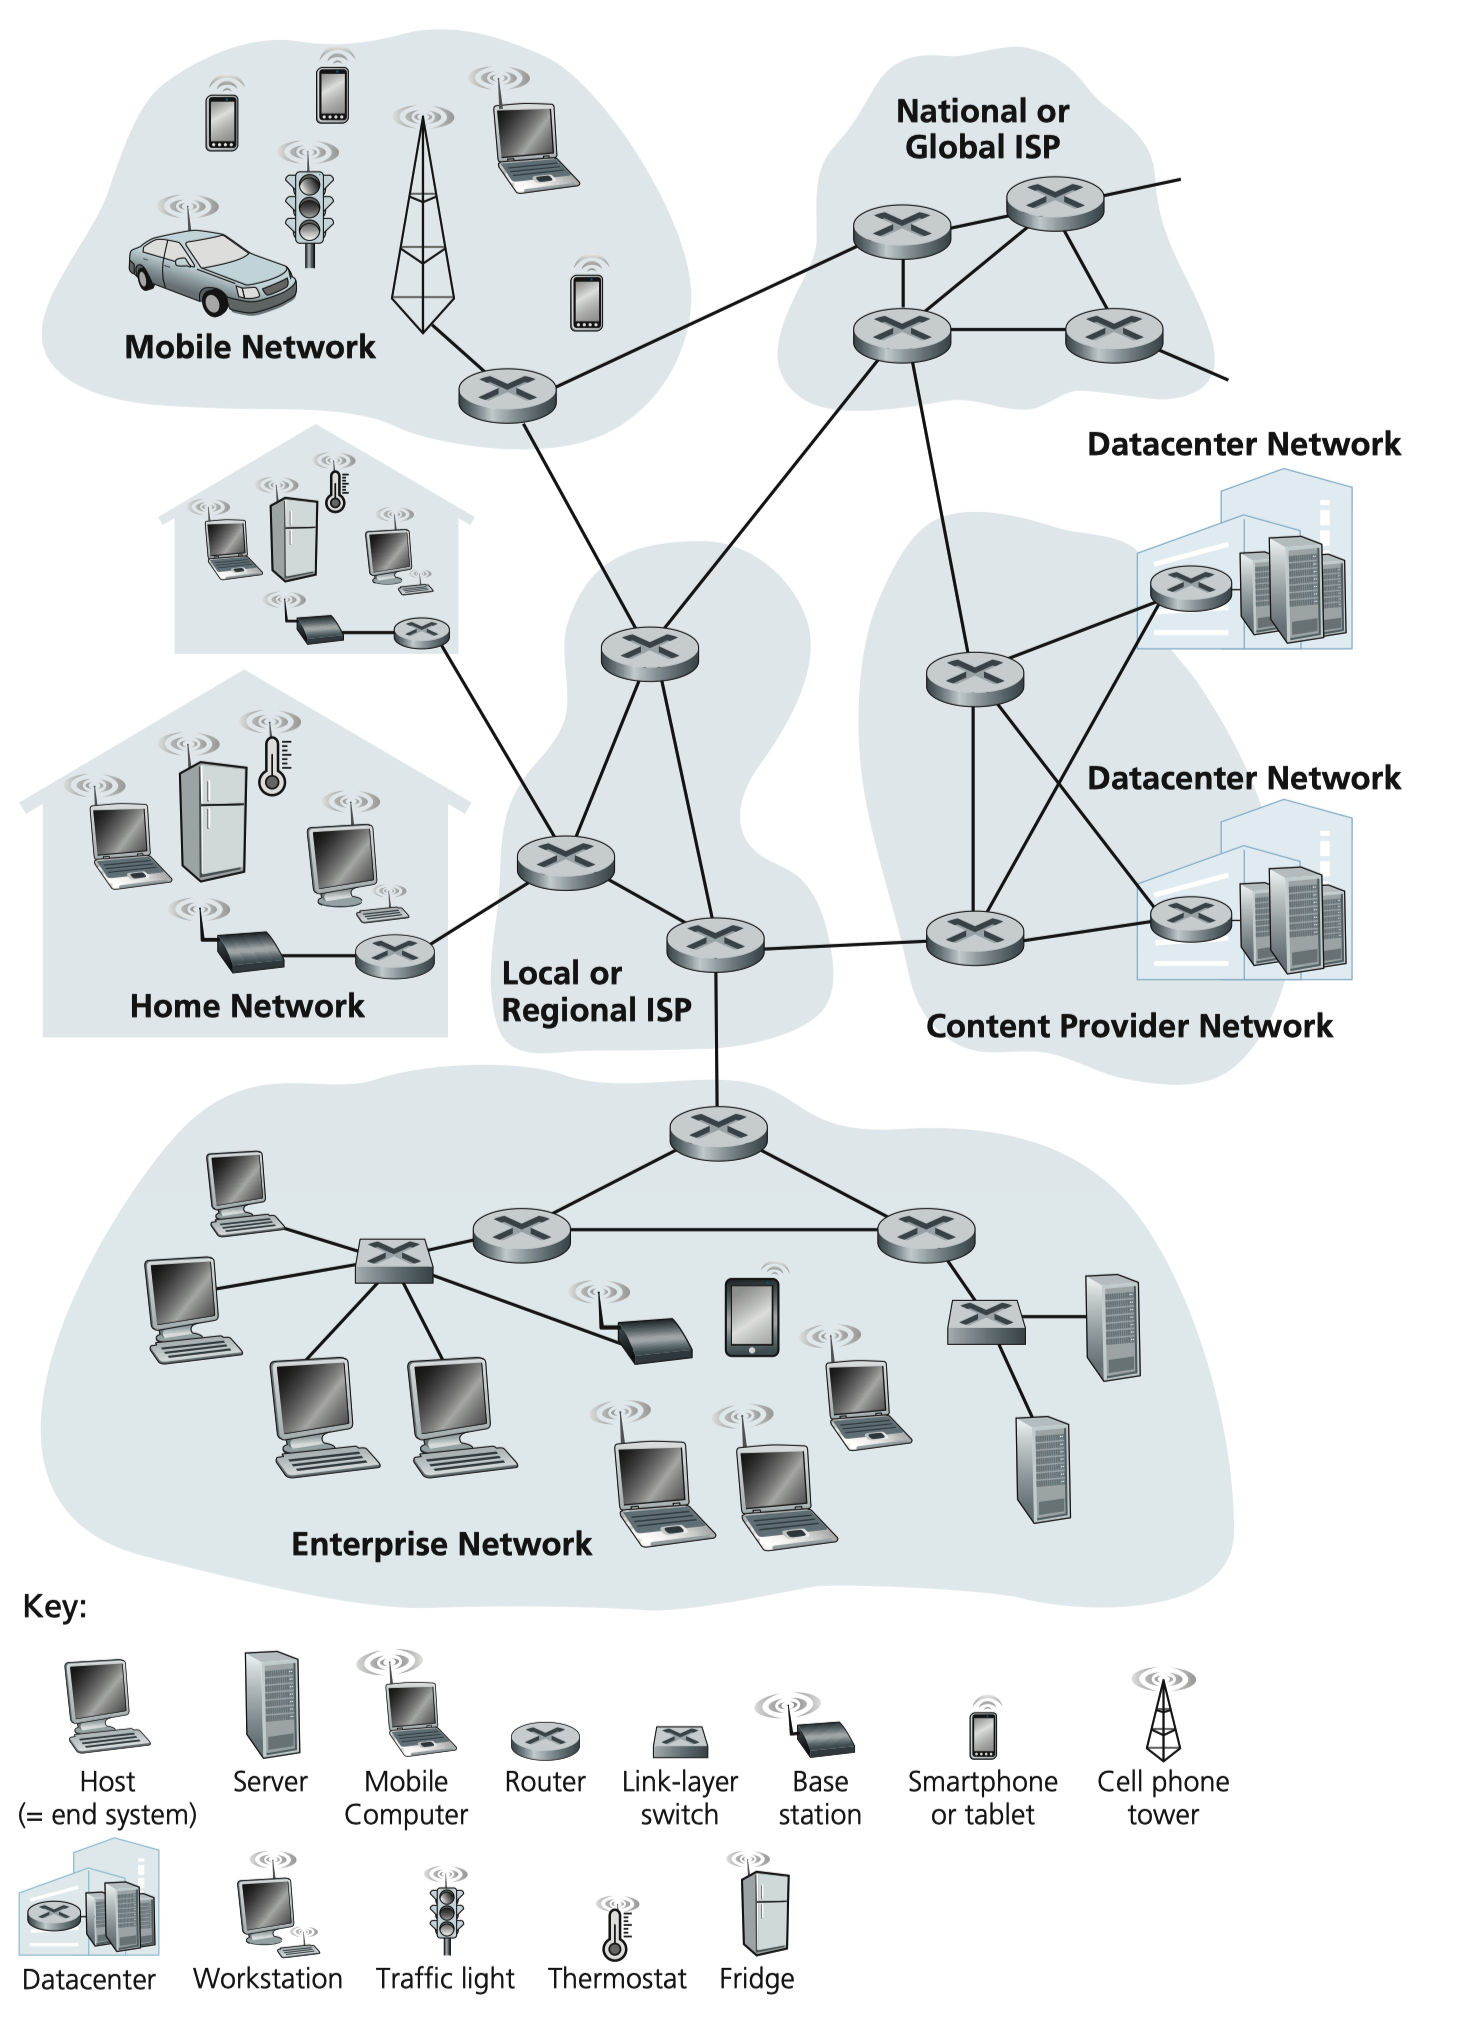 National or
Global ISP
Mobile Network
Datacenter Network
Datacenter Network
Local or
Regional ISP
Home Network
Content Provider Network
Enterprise Network
Key:
Host
(= end system)
Server
Mobile
Computer
Router
Link-layer
switch
Base
station
Smartphone
or tablet
Cell phone
tower
Datacenter
Workstation
Traffic light
Thermostat
Fridge